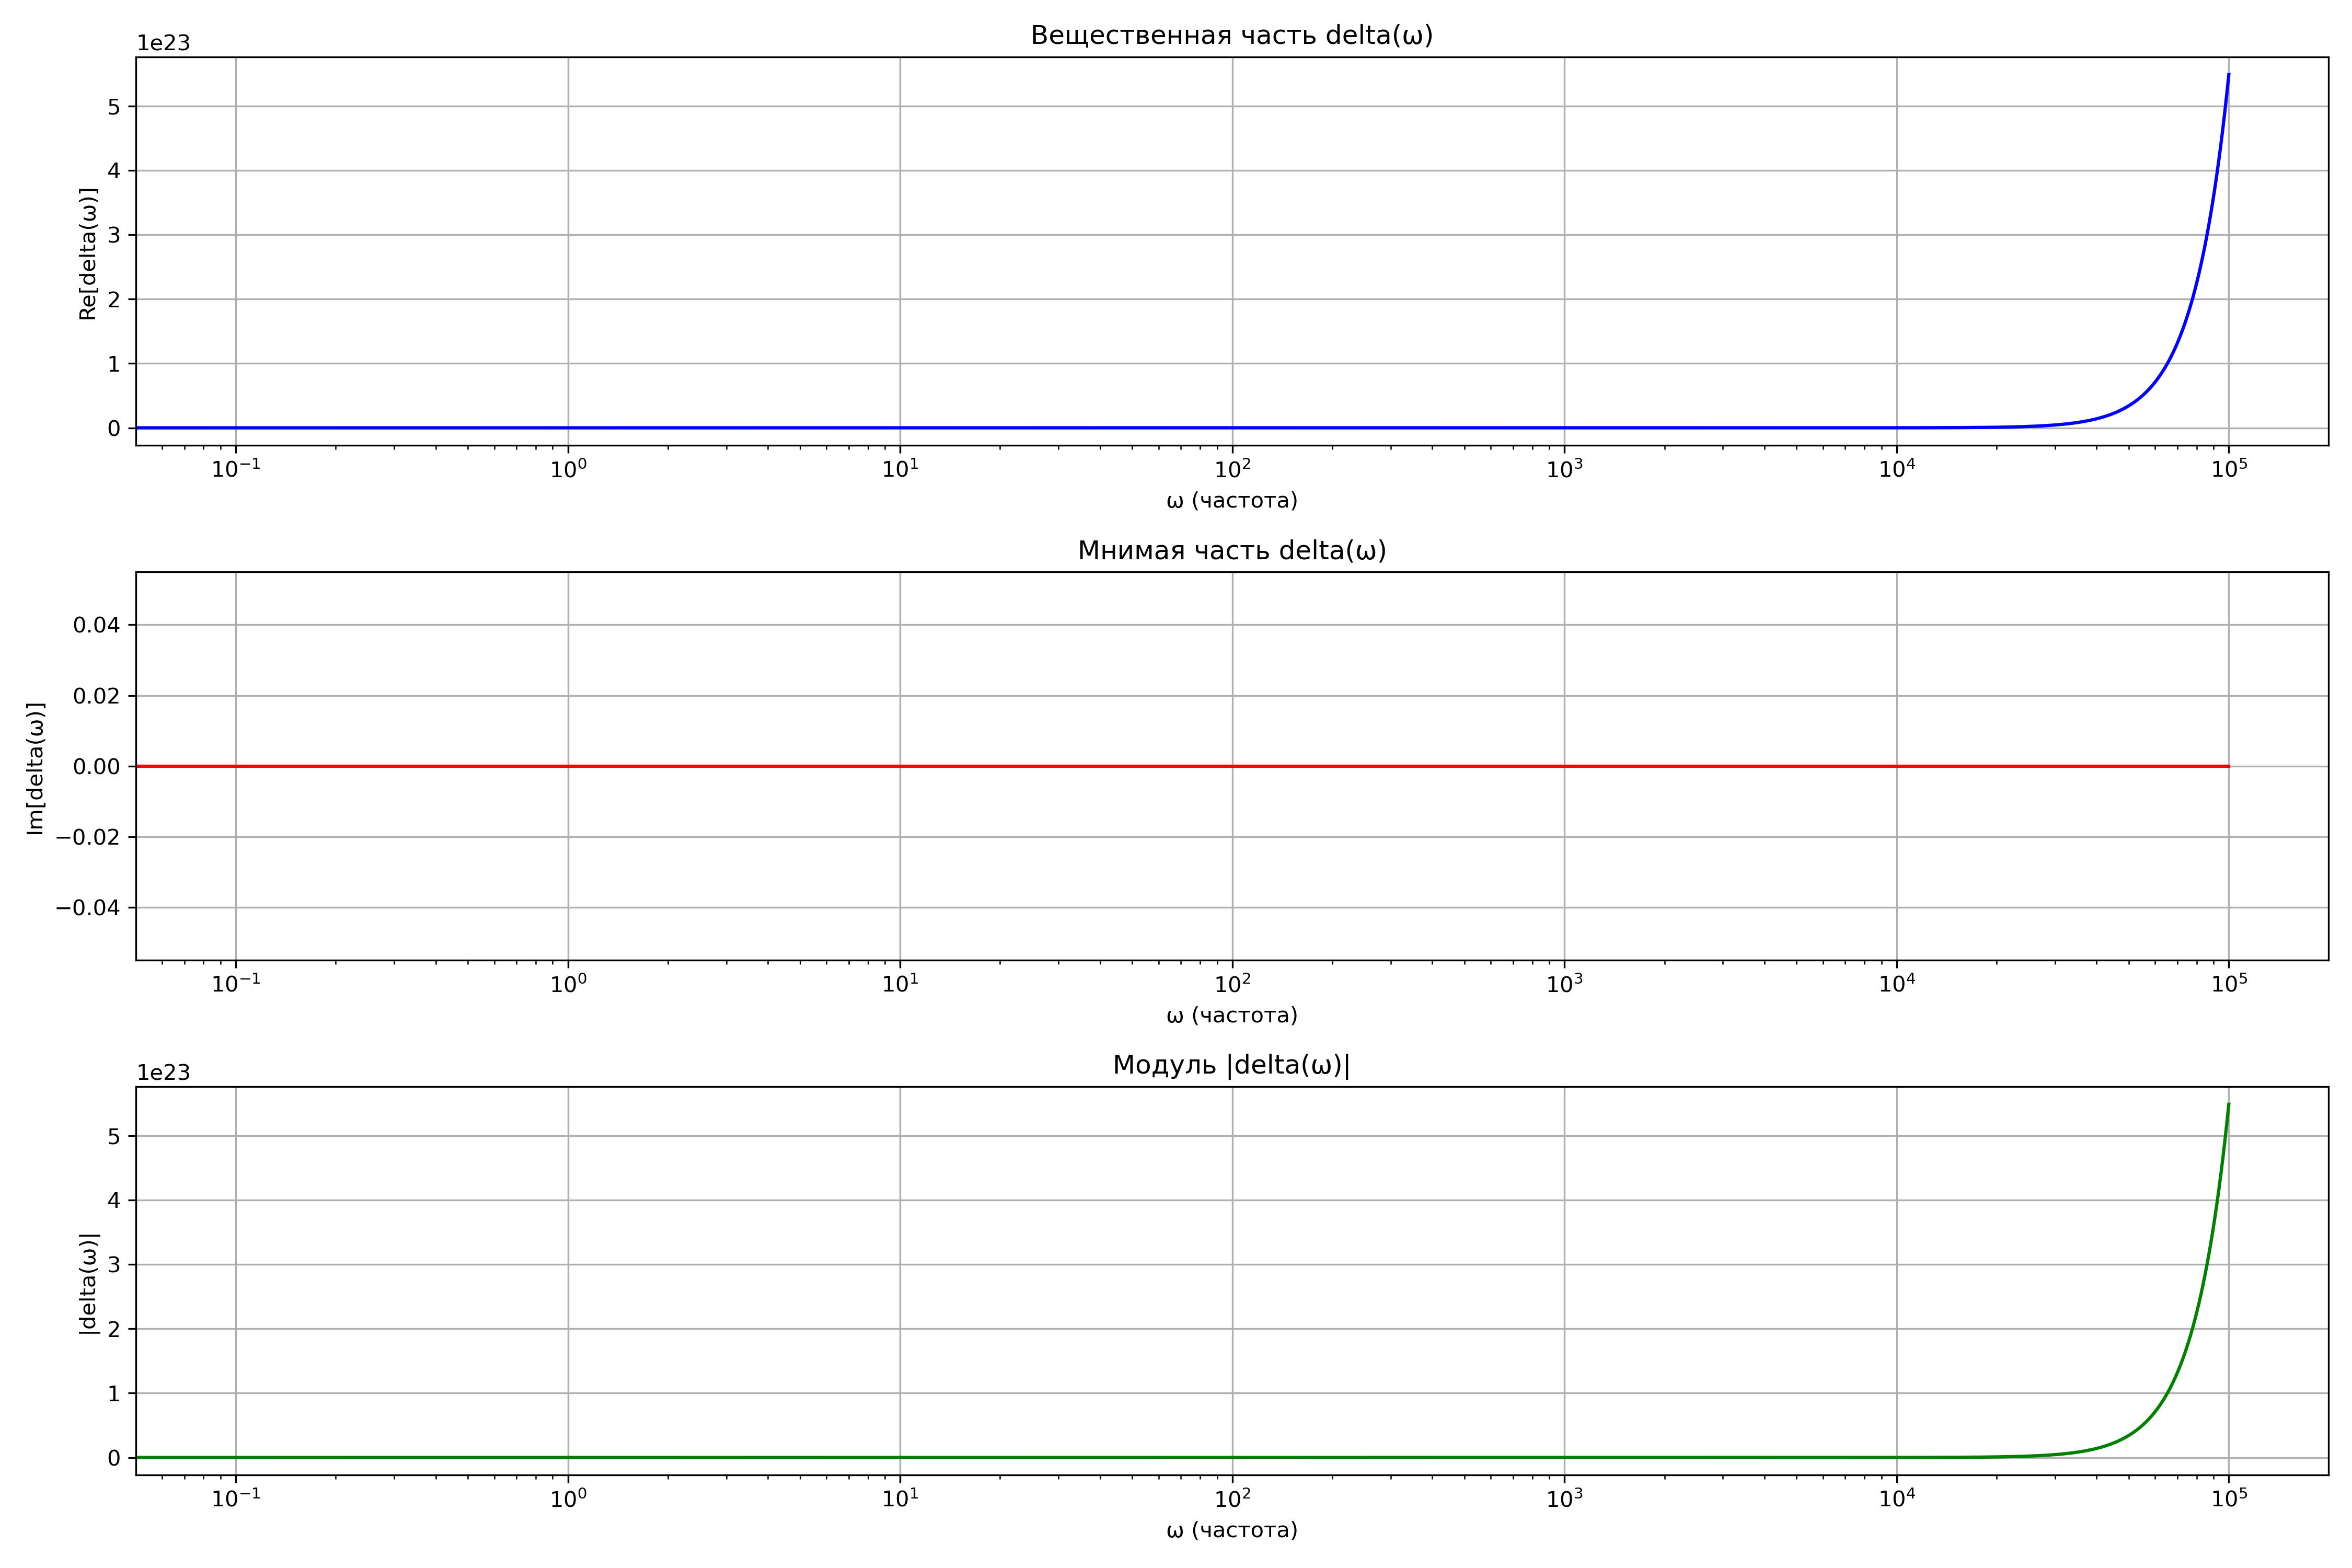 Вещественная часть delta(ω)
1e23
5
4
3
2
1
0
Re[delta(ω)]
10⁻¹ 10⁰ 10¹ 10² 10³ 10⁴ 10⁵
ω (частота)
Мнимая часть delta(ω)
0.04
0.02
0.00
−0.02
−0.04
Im[delta(ω)]
10⁻¹ 10⁰ 10¹ 10² 10³ 10⁴ 10⁵
ω (частота)
Модуль |delta(ω)|
1e23
5
4
3
2
1
0
|delta(ω)|
10⁻¹ 10⁰ 10¹ 10² 10³ 10⁴ 10⁵
ω (частота)